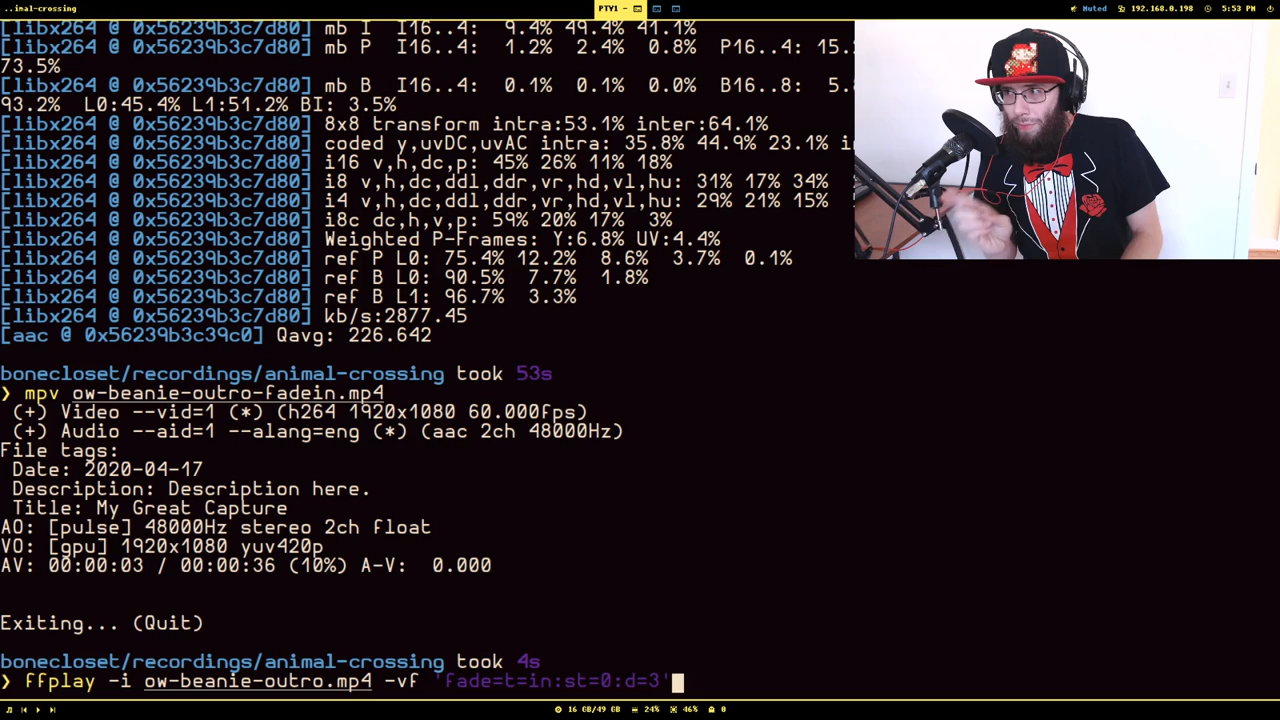 ..imal-crossing PTY1 - Muted 192.168.0.198 5:53 PM
[libx264 @ 0x56239b3c7d80] mb I I16..4: 9.4% 49.4% 41.1%
[libx264 @ 0x56239b3c7d80] mb P I16..4: 1.2% 2.4% 0.8% P16..4: 15.
73.5%
[libx264 @ 0x56239b3c7d80] mb B I16..4: 0.1% 0.1% 0.0% B16..8: 5.
93.2% L0:45.4% L1:51.2% BI: 3.5%
[libx264 @ 0x56239b3c7d80] 8x8 transform intra:53.1% inter:64.1%
[libx264 @ 0x56239b3c7d80] coded y,uvDC,uvAC intra: 35.8% 44.9% 23.1% i
[libx264 @ 0x56239b3c7d80] i16 v,h,dc,p: 45% 26% 11% 18%
[libx264 @ 0x56239b3c7d80] i8 v,h,dc,ddl,ddr,vr,hd,vl,hu: 31% 17% 34%
[libx264 @ 0x56239b3c7d80] i4 v,h,dc,ddl,ddr,vr,hd,vl,hu: 29% 21% 15%
[libx264 @ 0x56239b3c7d80] i8c dc,h,v,p: 59% 20% 17% 3%
[libx264 @ 0x56239b3c7d80] Weighted P-Frames: Y:6.8% UV:4.4%
[libx264 @ 0x56239b3c7d80] ref P L0: 75.4% 12.2% 8.6% 3.7% 0.1%
[libx264 @ 0x56239b3c7d80] ref B L0: 90.5% 7.7% 1.8%
[libx264 @ 0x56239b3c7d80] ref B L1: 96.7% 3.3%
[libx264 @ 0x56239b3c7d80] kb/s:2877.45
[aac @ 0x56239b3c39c0] Qavg: 226.642
bonecloset/recordings/animal-crossing took 53s
❯ mpv ow-beanie-outro-fadein.mp4
(+) Video --vid=1 (*) (h264 1920x1080 60.000fps)
(+) Audio --aid=1 --alang=eng (*) (aac 2ch 48000Hz)
File tags:
Date: 2020-04-17
Description: Description here.
Title: My Great Capture
AO: [pulse] 48000Hz stereo 2ch float
VO: [gpu] 1920x1080 yuv420p
AV: 00:00:03 / 00:00:36 (10%) A-V: 0.000
Exiting... (Quit)
bonecloset/recordings/animal-crossing took 4s
❯ ffplay -i ow-beanie-outro.mp4 -vf 'fade=t=in:st=0:d=3'
16 GB/49 GB 24% 46% 0